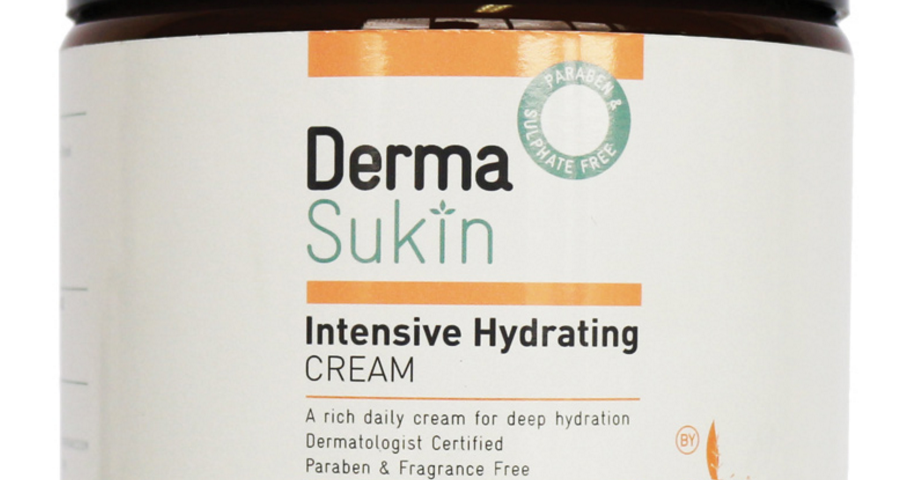 PARABEN & SULPHATE FREE
Derma
Sukin
Intensive Hydrating
CREAM
A rich daily cream for deep hydration
Dermatologist Certified
Paraben & Fragrance Free
BY